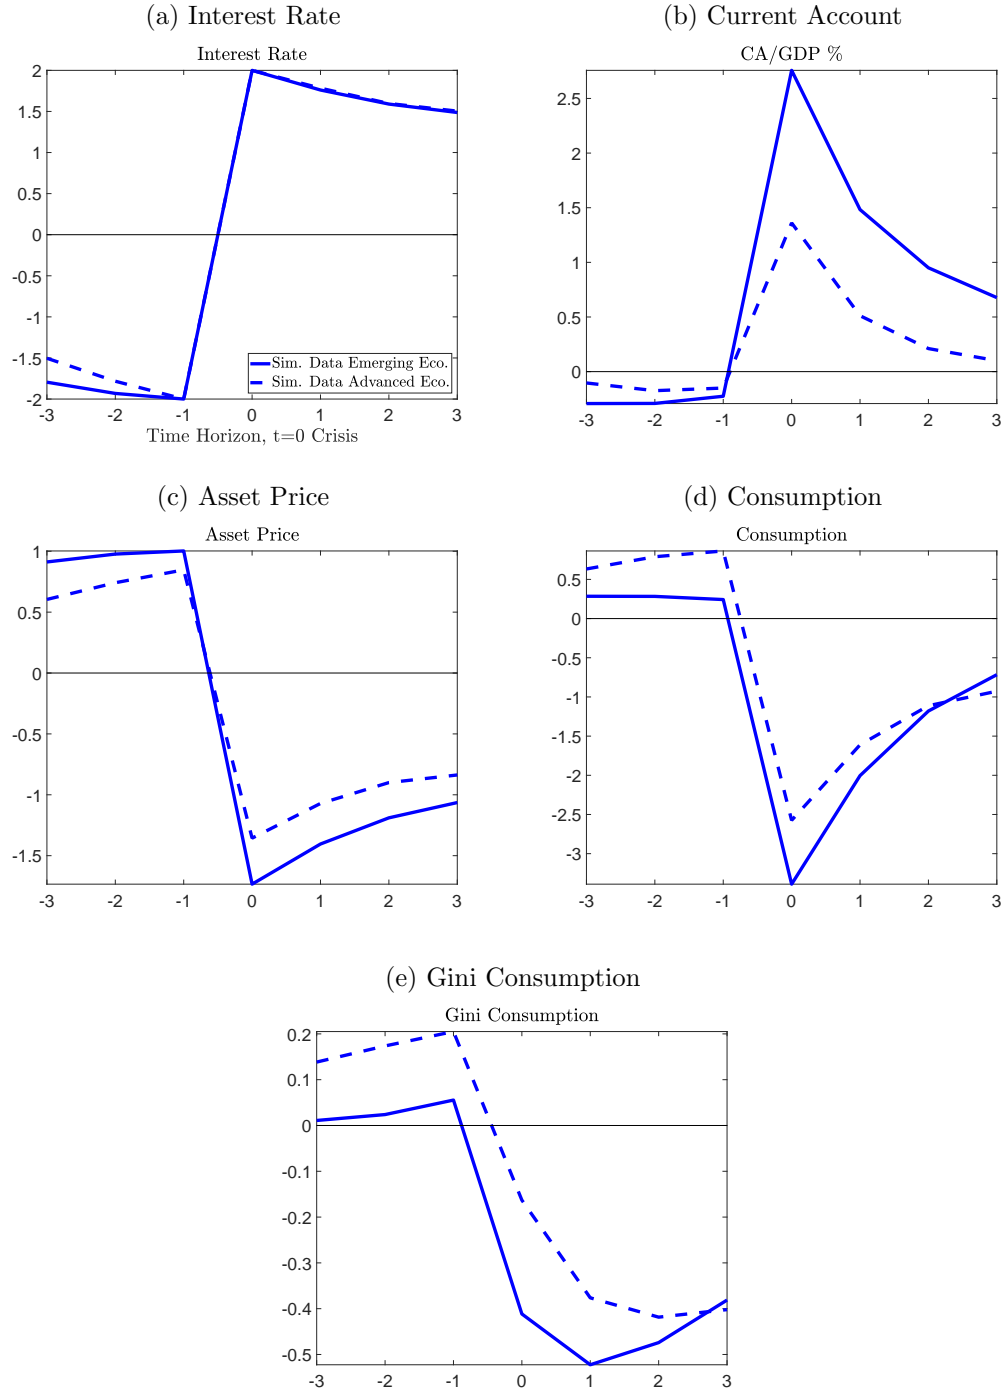 (a) Interest Rate
Interest Rate
2
1.5
1
0.5
0
-0.5
-1
-1.5
-2
-3 -2 -1 0 1 2 3
Sim. Data Emerging Eco.
Sim. Data Advanced Eco.
Time Horizon, t=0 Crisis
(b) Current Account
CA/GDP %
2.5
2
1.5
1
0.5
0
-3 -2 -1 0 1 2 3
(c) Asset Price
Asset Price
1
0.5
0
-0.5
-1
-1.5
-3 -2 -1 0 1 2 3
(d) Consumption
Consumption
0.5
0
-0.5
-1
-1.5
-2
-2.5
-3
-3 -2 -1 0 1 2 3
(e) Gini Consumption
Gini Consumption
0.2
0.1
0
-0.1
-0.2
-0.3
-0.4
-0.5
-3 -2 -1 0 1 2 3